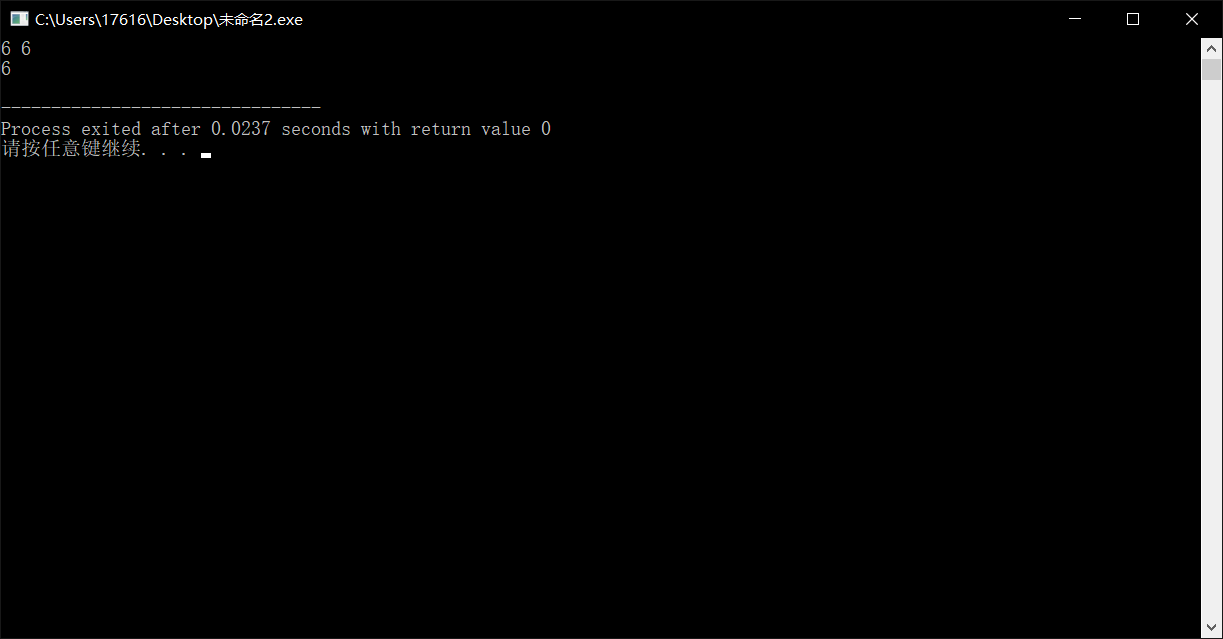 C:\Users\17616\Desktop\未命名2.exe
6 6
6
--------------------------------
Process exited after 0.0237 seconds with return value 0
请按任意键继续. . .